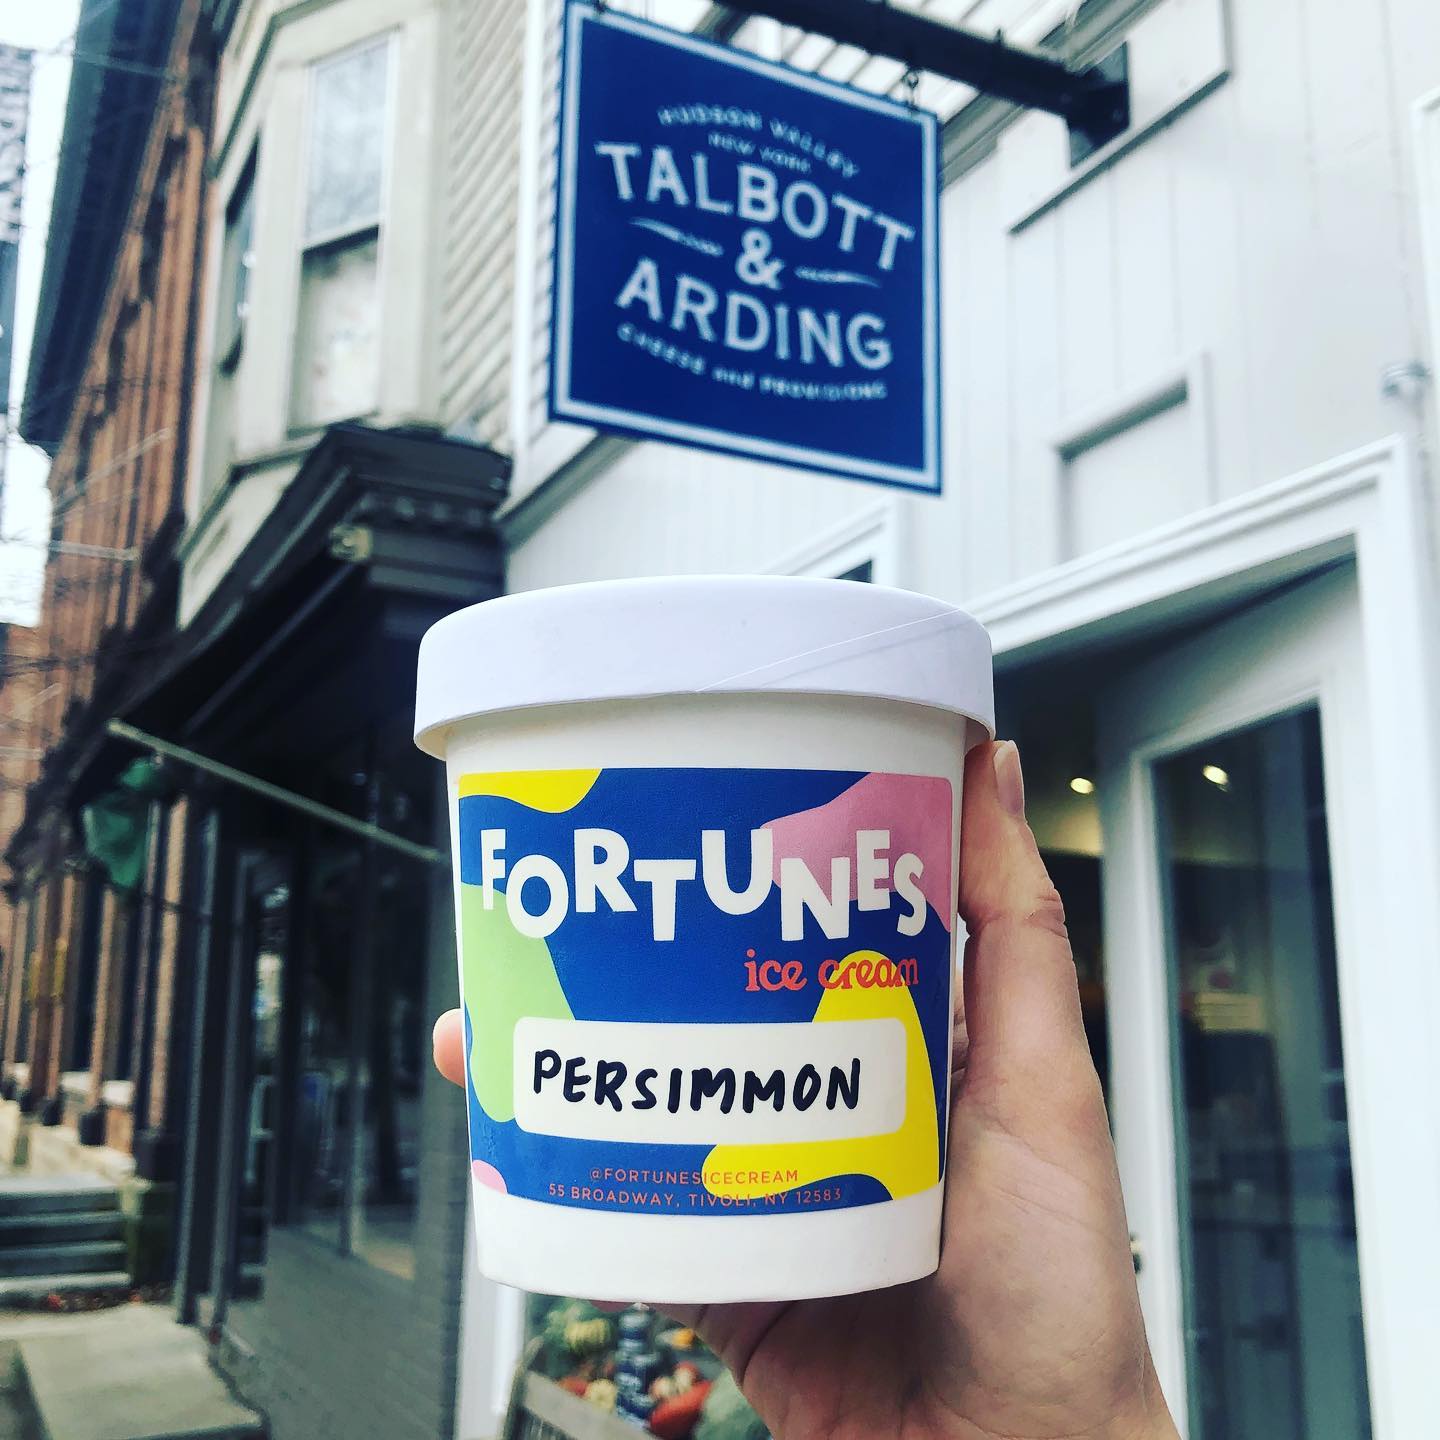 HUDSON VALLEY
NEW YORK
TALBOTT
&
ARDING
CHEESE and PROVISIONS
FORTUNES
ice cream
PERSIMMON
@FORTUNESICECREAM
55 BROADWAY, TIVOLI, NY 12583